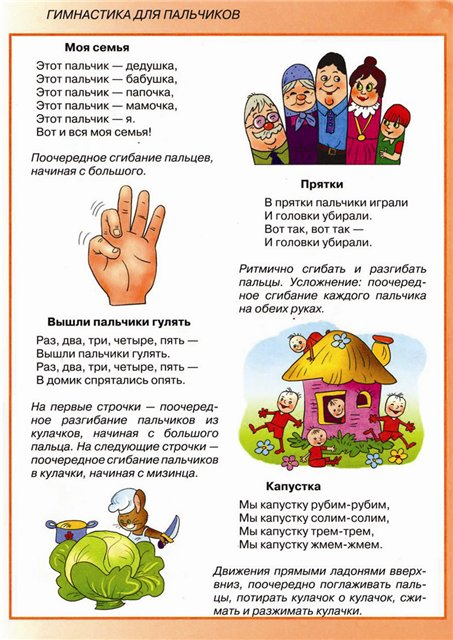 ГИМНАСТИКА ДЛЯ ПАЛЬЧИКОВ
Моя семья
Этот пальчик — дедушка,
Этот пальчик — бабушка,
Этот пальчик — папочка,
Этот пальчик — мамочка,
Этот пальчик — я.
Вот и вся моя семья!
Поочередное сгибание пальцев,
начиная с большого.
Прятки
В прятки пальчики играли
И головки убирали.
Вот так, вот так —
И головки убирали.
Ритмично сгибать и разгибать
пальцы. Усложнение: поочеред-
ное сгибание каждого пальчика
на обеих руках.
Вышли пальчики гулять
Раз, два, три, четыре, пять —
Вышли пальчики гулять.
Раз, два, три, четыре, пять —
В домик спрятались опять.
На первые строчки — поочеред-
ное разгибание пальчиков из
кулачков, начиная с большого
пальца. На следующие строчки —
поочередное сгибание пальчиков
в кулачки, начиная с мизинца.
Капустка
Мы капустку рубим-рубим,
Мы капустку солим-солим,
Мы капустку трем-трем,
Мы капустку жмем-жмем.
Движения прямыми ладонями вверх-
вниз, поочередно поглаживать паль-
цы, потирать кулачок о кулачок, сжи-
мать и разжимать кулачки.